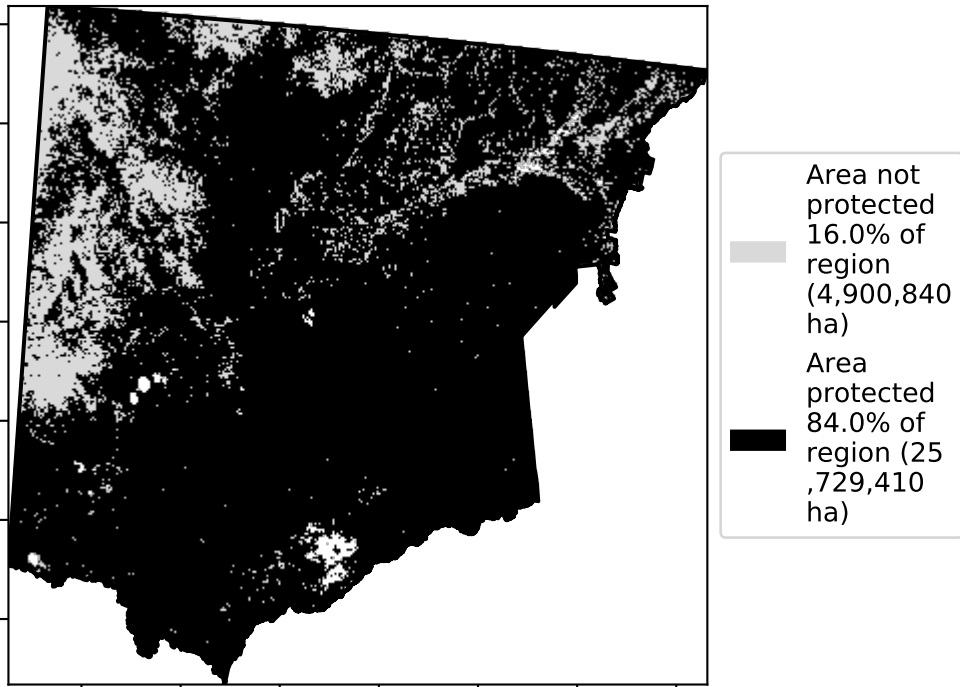 Area not
protected
16.0% of
region
(4,900,840
ha)
Area
protected
84.0% of
region (25
,729,410
ha)